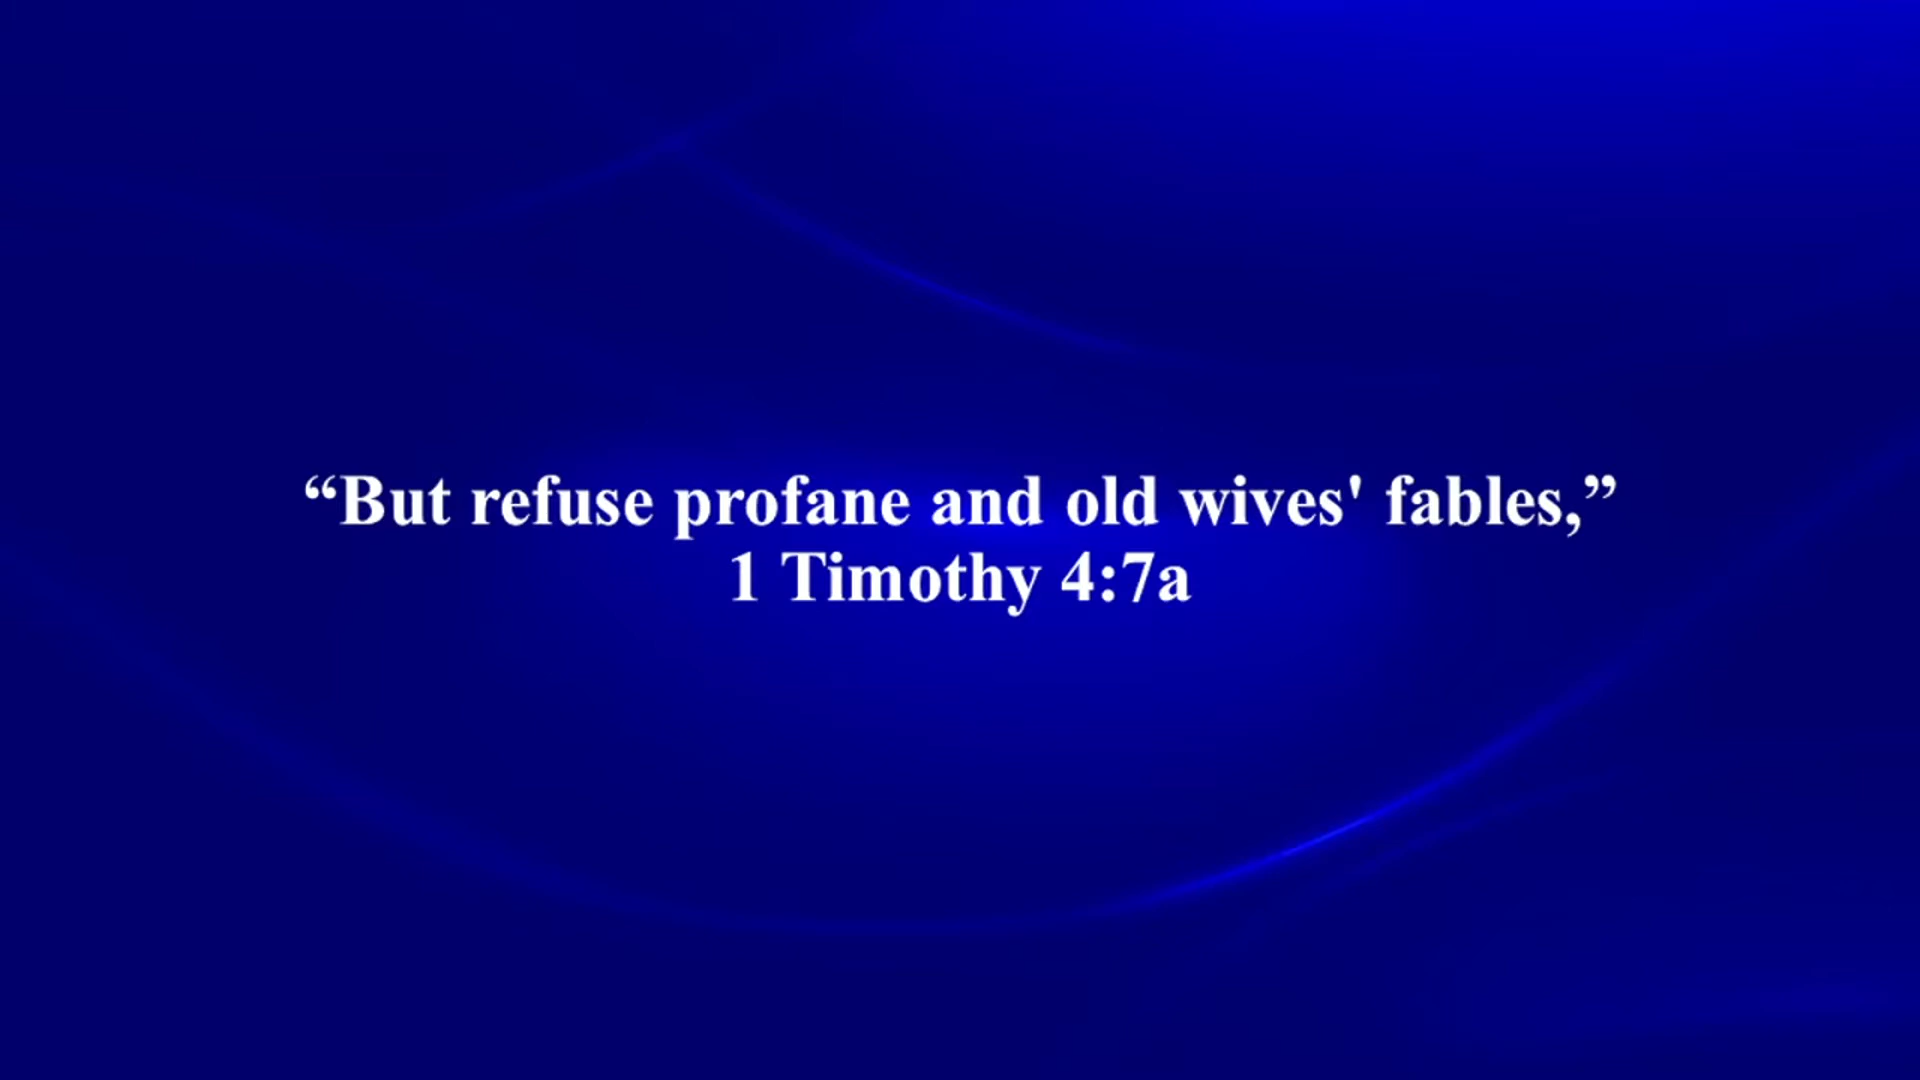 “But refuse profane and old wives' fables,”
1 Timothy 4:7a